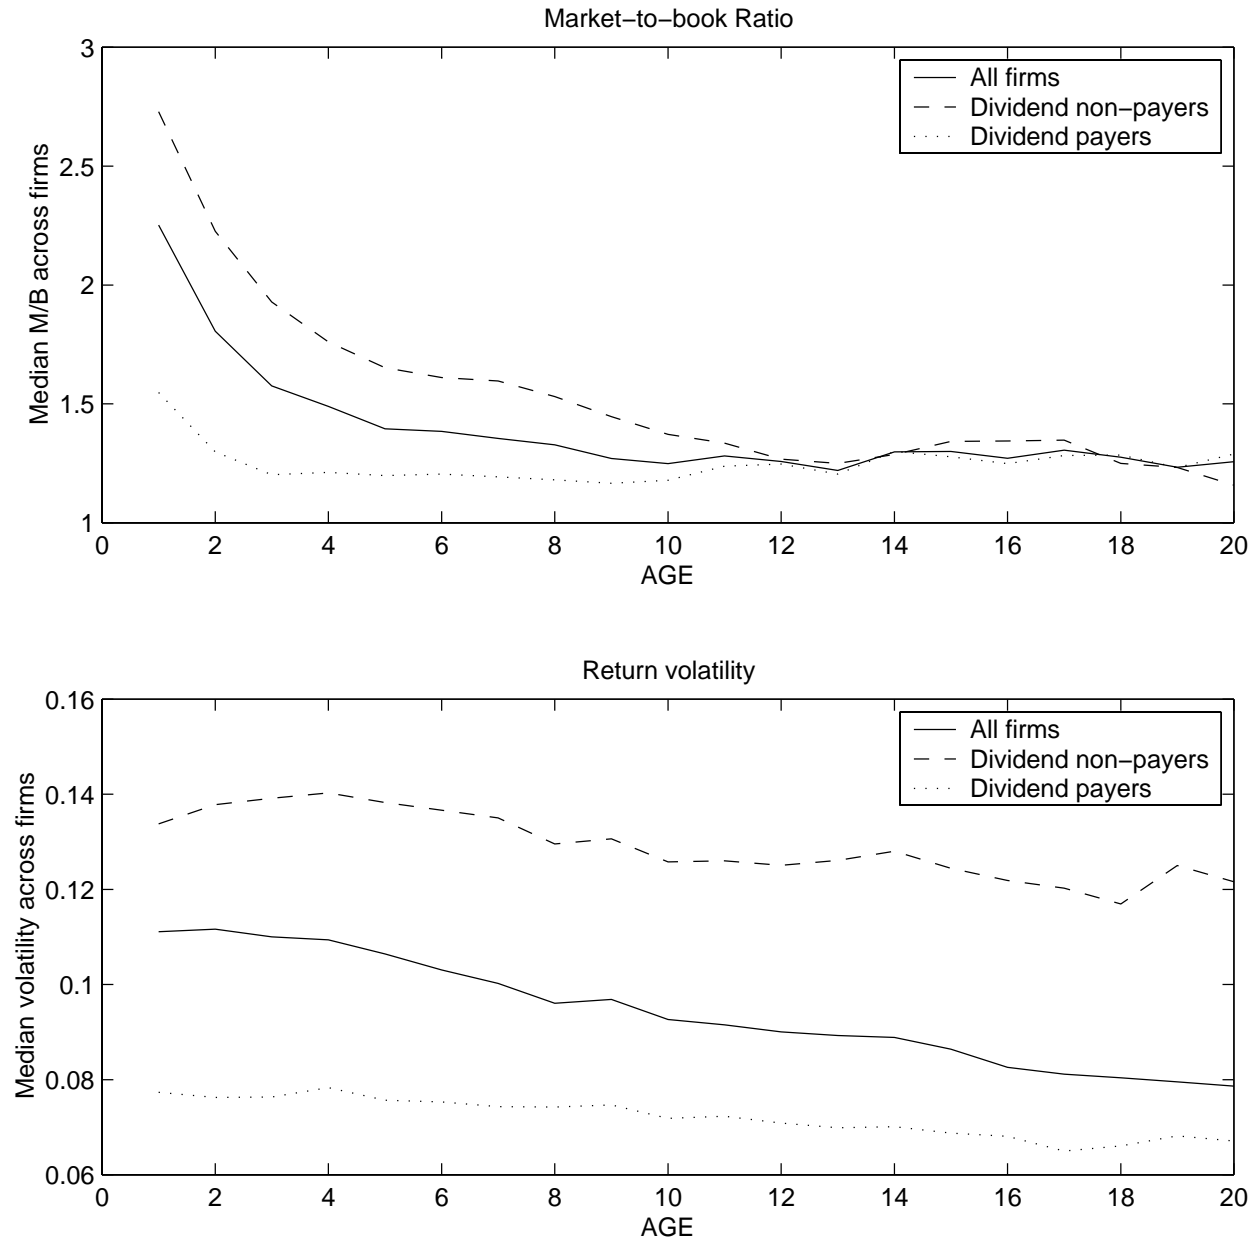 Market−to−book Ratio
3
2.5
2
1.5
1
Median M/B across firms
All firms
Dividend non−payers
Dividend payers
0 2 4 6 8 10 12 14 16 18 20
AGE
Return volatility
0.16
0.14
0.12
0.1
0.08
0.06
Median volatility across firms
All firms
Dividend non−payers
Dividend payers
0 2 4 6 8 10 12 14 16 18 20
AGE